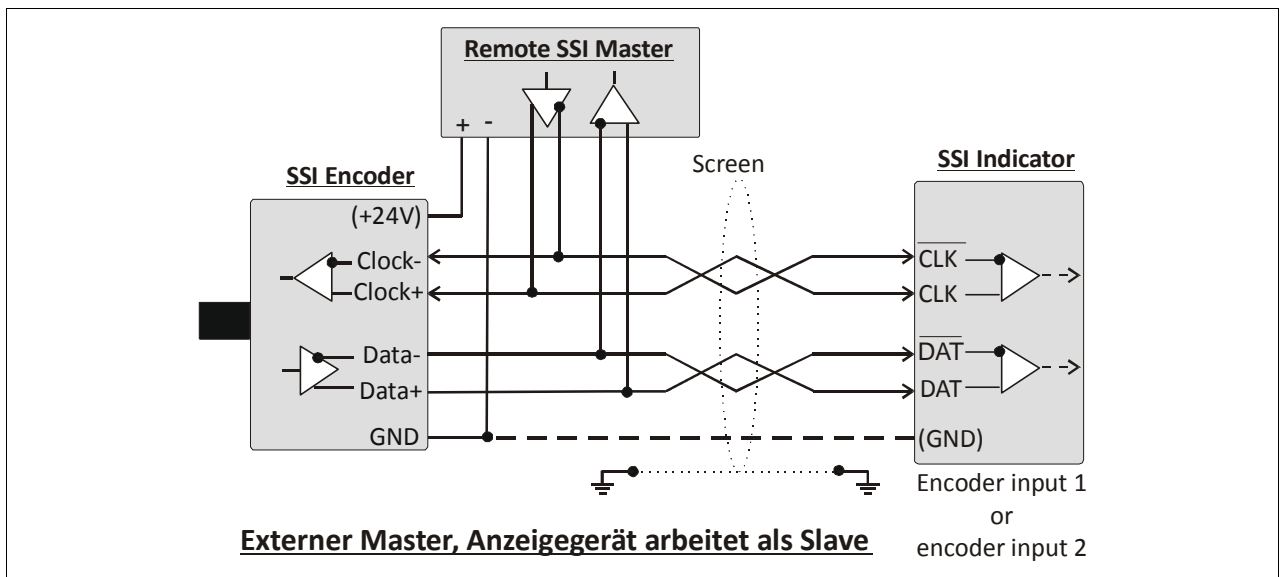 Remote SSI Master
+ -
SSI Encoder
(+24V)
Clock-
Clock+
Data-
Data+
GND
Screen
SSI Indicator
CLK
CLK
DAT
DAT
(GND)
Encoder input 1
or
encoder input 2
Externer Master, Anzeigegerät arbeitet als Slave